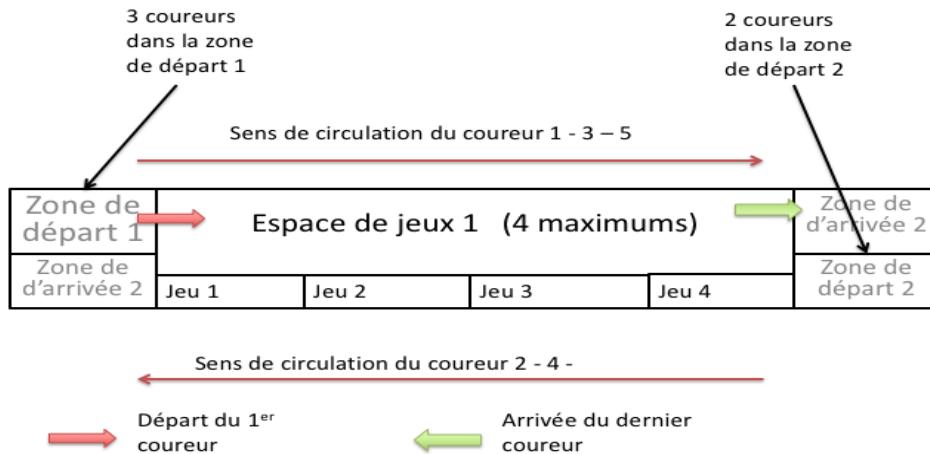 3 coureurs
dans la zone
de départ 1
2 coureurs
dans la zone
de départ 2
Sens de circulation du coureur 1 - 3 – 5
Zone de
départ 1
Espace de jeux 1 (4 maximums)
Zone de
d'arrivée 2
Zone de
d'arrivée 2
Jeu 1
Jeu 2
Jeu 3
Jeu 4
Zone de
départ 2
Sens de circulation du coureur 2 - 4 -
Départ du 1er
coureur
Arrivée du dernier
coureur